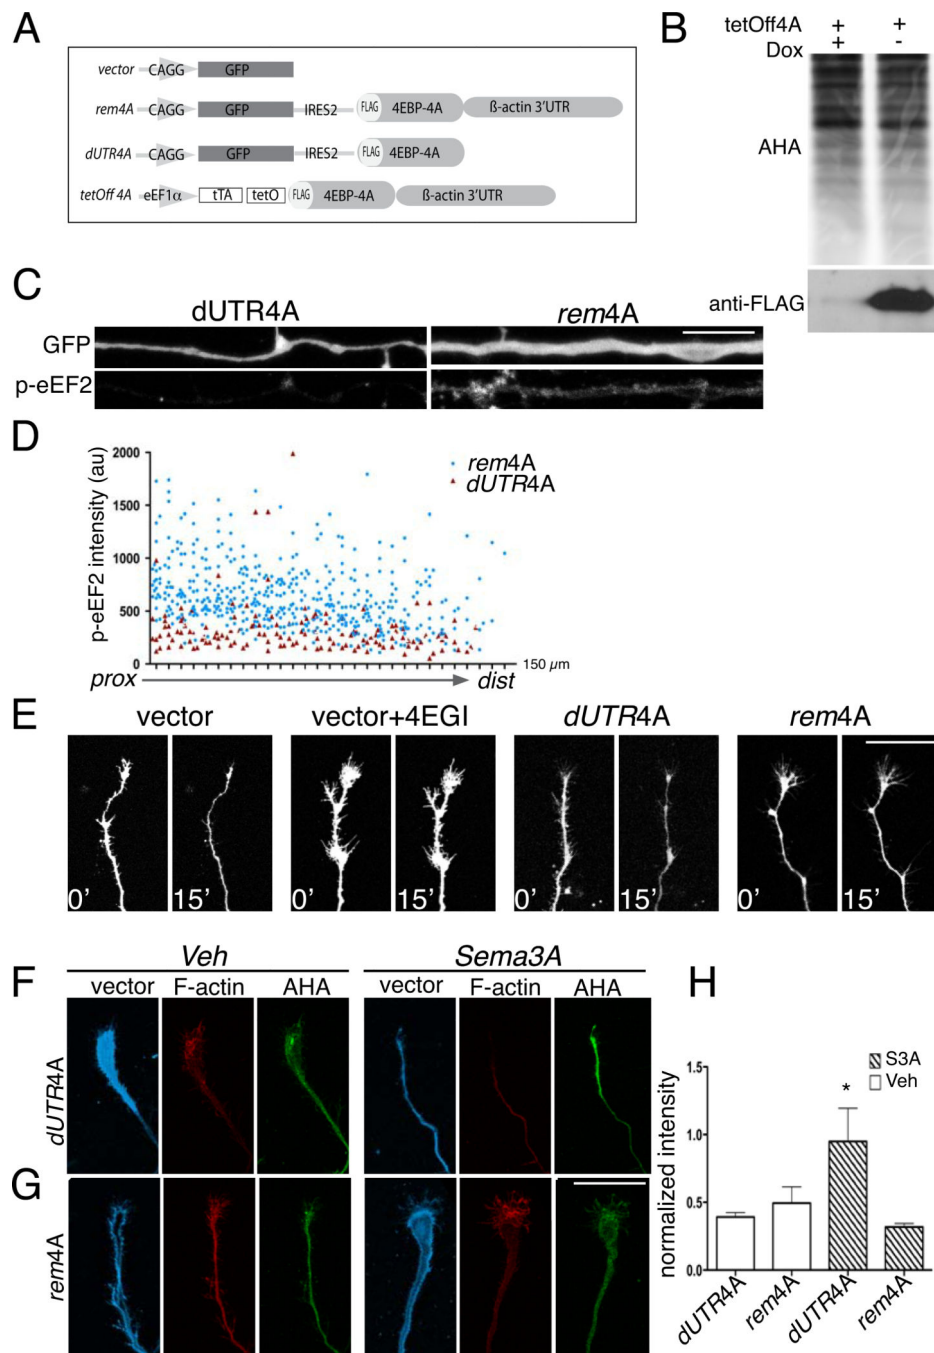 A
vector CAGG GFP
rem4A CAGG GFP IRES2 FLAG 4EBP-4A ß-actin 3'UTR
dUTR4A CAGG GFP IRES2 FLAG 4EBP-4A
tetOff 4A eEF1α tTA tetO FLAG 4EBP-4A ß-actin 3'UTR
B
tetOff4A + +
Dox + -
AHA
anti-FLAG
C
dUTR4A rem4A
GFP
p-eEF2
D
p-eEF2 intensity (au)
2000
1500
1000
500
0
rem4A
dUTR4A
150 µm
prox dist
E
vector vector+4EGI dUTR4A rem4A
0' 15' 0' 15' 0' 15' 0' 15'
Veh Sema3A
F
vector F-actin AHA vector F-actin AHA
dUTR4A
G
rem4A
H
S3A
Veh
normalized intensity
1.5
1.0
0.5
0.0
*
dUTR4A rem4A dUTR4A rem4A